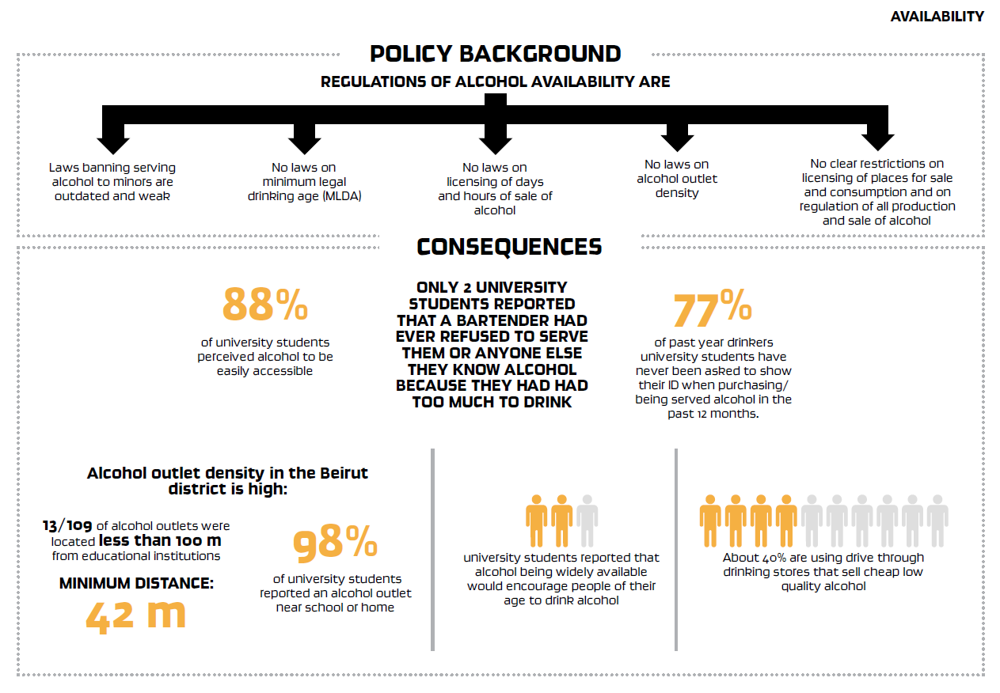 AVAILABILITY
POLICY BACKGROUND
REGULATIONS OF ALCOHOL AVAILABILITY ARE
Laws banning serving
alcohol to minors are
outdated and weak
No laws on
minimum legal
drinking age (MLDA)
No laws on
licensing of days
and hours of sale of
alcohol
No laws on
alcohol outlet
density
No clear restrictions on
licensing of places for sale
and consumption and on
regulation of all production
and sale of alcohol
CONSEQUENCES
88%
of university students
perceived alcohol to be
easily accessible
ONLY 2 UNIVERSITY
STUDENTS REPORTED
THAT A BARTENDER HAD
EVER REFUSED TO SERVE
THEM OR ANYONE ELSE
THEY KNOW ALCOHOL
BECAUSE THEY HAD HAD
TOO MUCH TO DRINK
77%
of past year drinkers
university students have
never been asked to show
their ID when purchasing/
being served alcohol in the
past 12 months.
Alcohol outlet density in the Beirut
district is high:
13/109 of alcohol outlets were
located less than 100 m
from educational institutions
MINIMUM DISTANCE:
42 m
98%
of university students
reported an alcohol outlet
near school or home
university students reported that
alcohol being widely available
would encourage people of their
age to drink alcohol
About 40% are using drive through
drinking stores that sell cheap low
quality alcohol